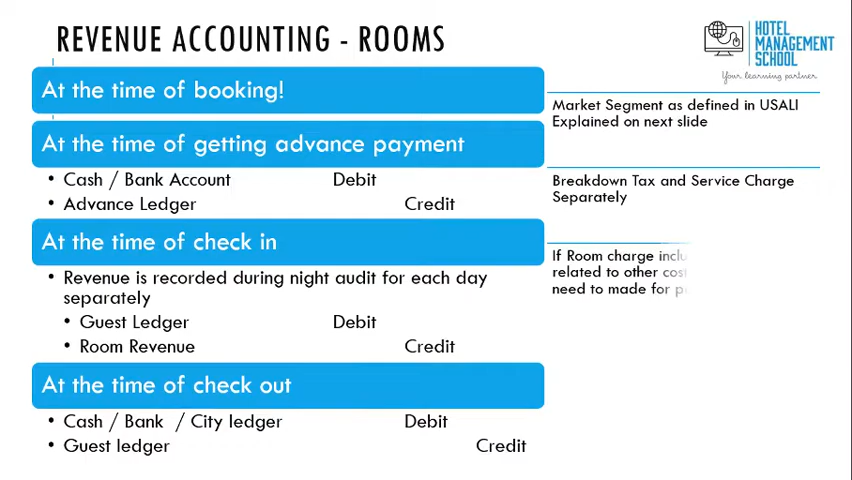 REVENUE ACCOUNTING - ROOMS
HOTEL
MANAGEMENT
SCHOOL
Your learning partner
At the time of booking!
At the time of getting advance payment
• Cash / Bank Account Debit
• Advance Ledger Credit
At the time of check in
• Revenue is recorded during night audit for each day
separately
• Guest Ledger Debit
• Room Revenue Credit
At the time of check out
• Cash / Bank / City ledger Debit
• Guest ledger Credit
Market Segment as defined in USALI
Explained on next slide
Breakdown Tax and Service Charge
Separately
If Room charge
related to other
need to made for